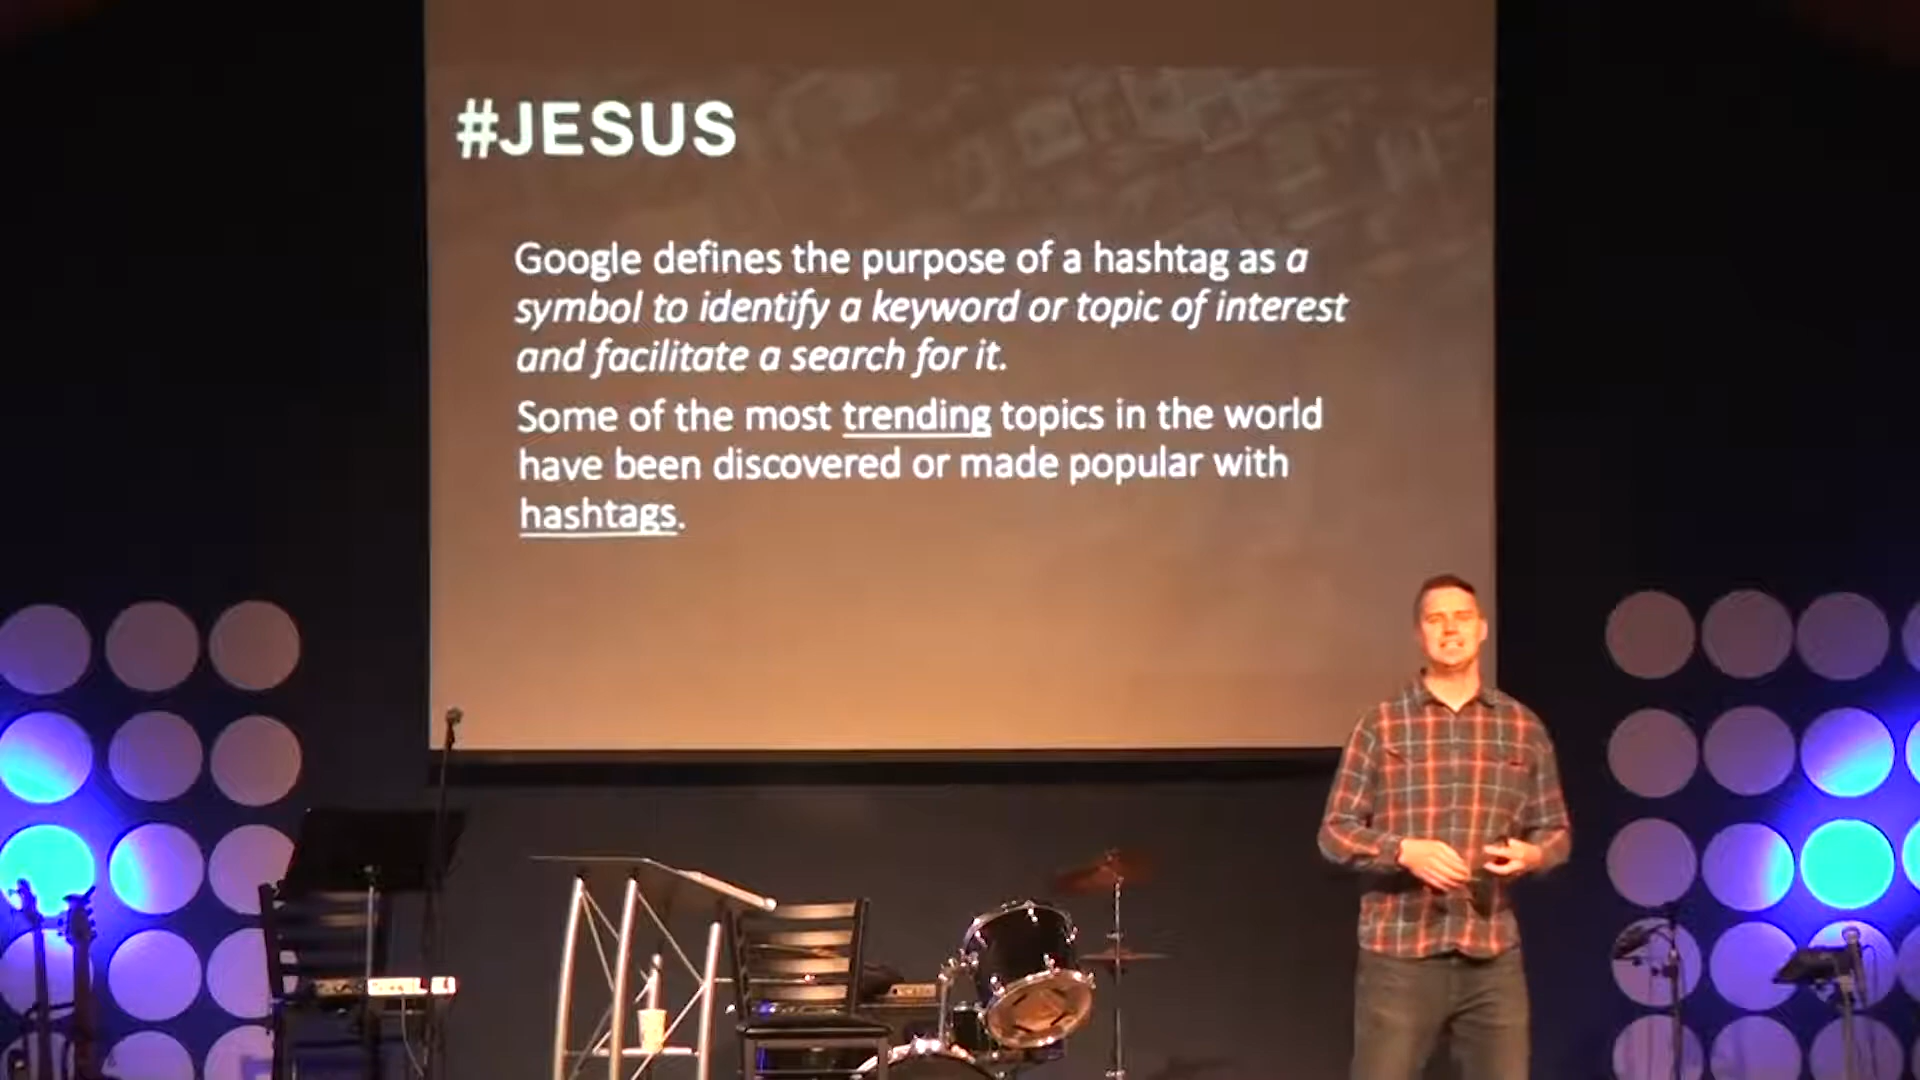 #JESUS
Google defines the purpose of a hashtag as a
symbol to identify a keyword or topic of interest
and facilitate a search for it.
Some of the most trending topics in the world
have been discovered or made popular with
hashtags.